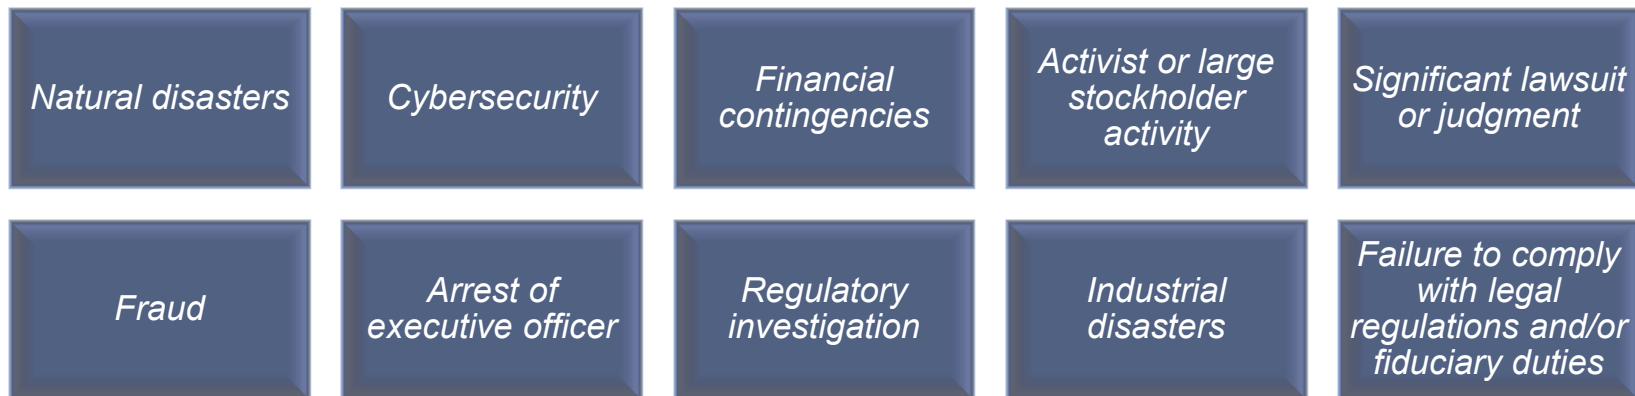 Natural disasters
Cybersecurity
Financial
contingencies
Activist or large
stockholder
activity
Significant lawsuit
or judgment
Fraud
Arrest of
executive officer
Regulatory
investigation
Industrial
disasters
Failure to comply
with legal
regulations and/or
fiduciary duties